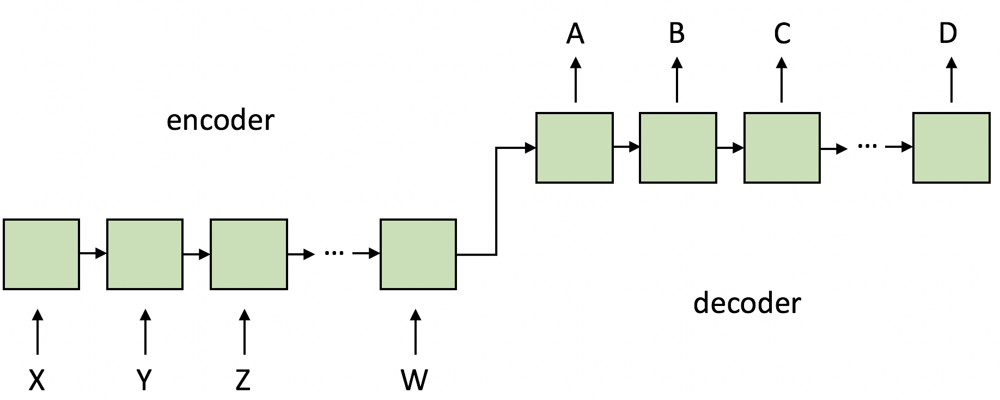 A B C D
encoder
...
...
decoder
X Y Z W